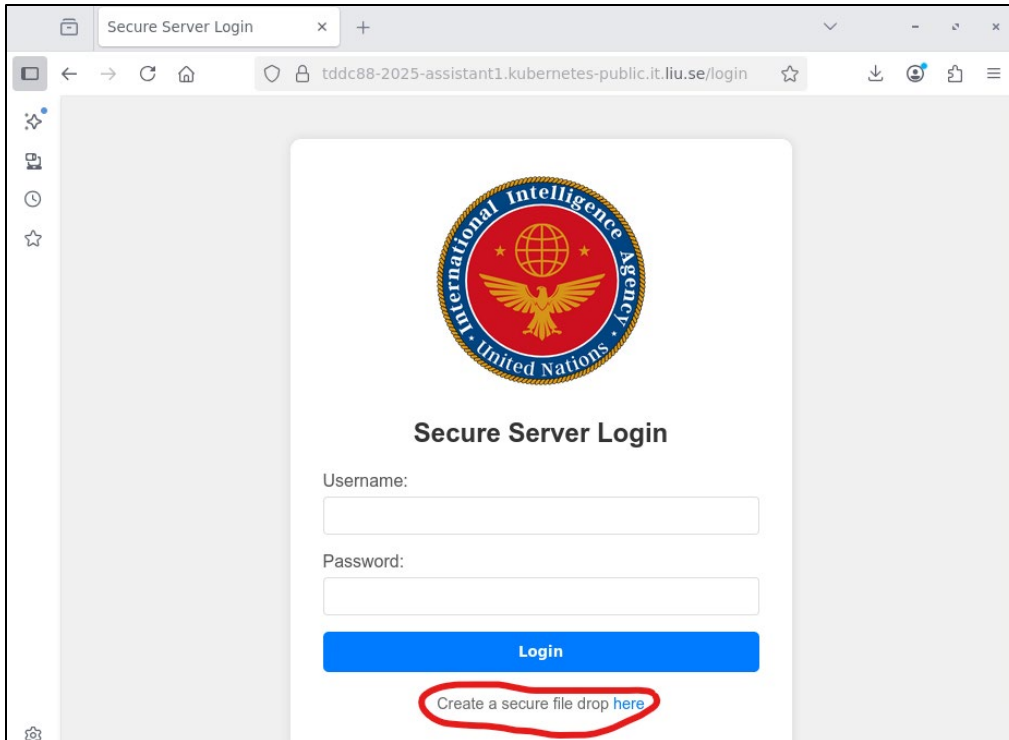 Secure Server Login
tddc88-2025-assistant1.kubernetes-public.it.liu.se/login
International Intelligence Agency
United Nations
Secure Server Login
Username:
Password:
Login
Create a secure file drop here